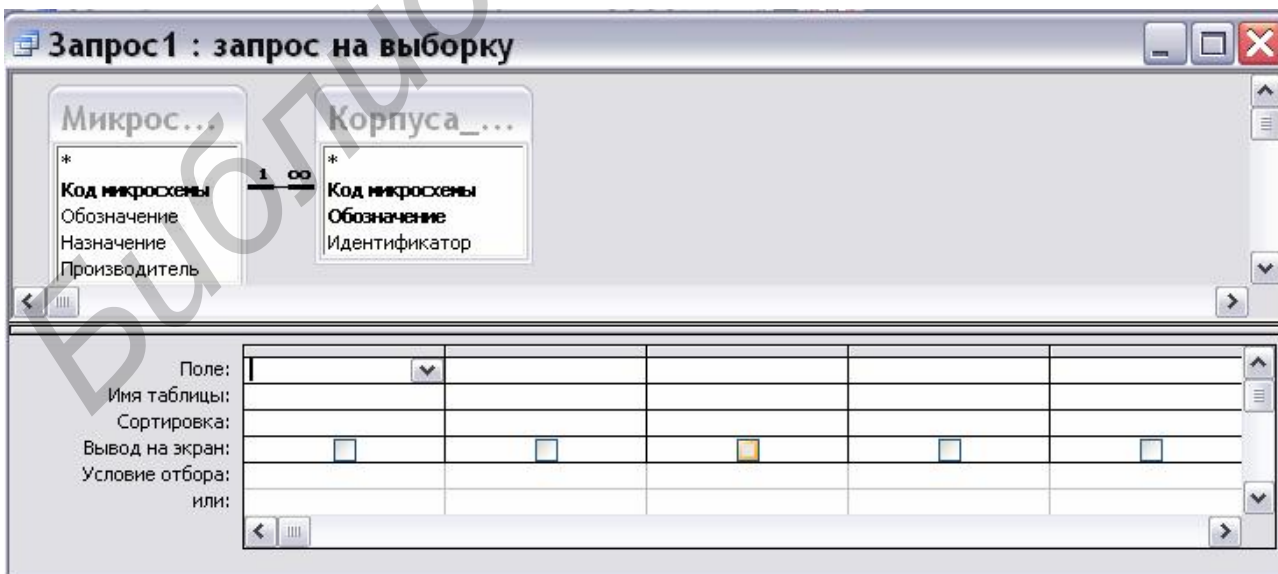 Запрос1 : запрос на выборку
Микрос...
*
Код микросхемы
Обозначение
Назначение
Производитель
1 ∞
Корпуса_...
*
Код микросхемы
Обозначение
Идентификатор
Поле:
Имя таблицы:
Сортировка:
Вывод на экран:
Условие отбора:
или:
Библио